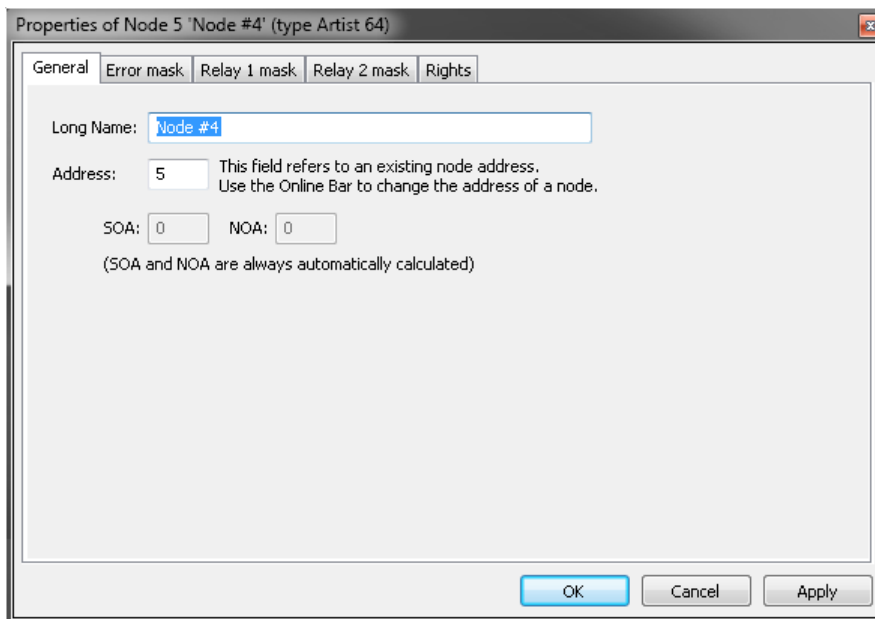 Properties of Node 5 'Node #4' (type Artist 64)
General Error mask Relay 1 mask Relay 2 mask Rights
Long Name: Node #4
Address: 5 This field refers to an existing node address.
Use the Online Bar to change the address of a node.
SOA: 0 NOA: 0
(SOA and NOA are always automatically calculated)
OK Cancel Apply